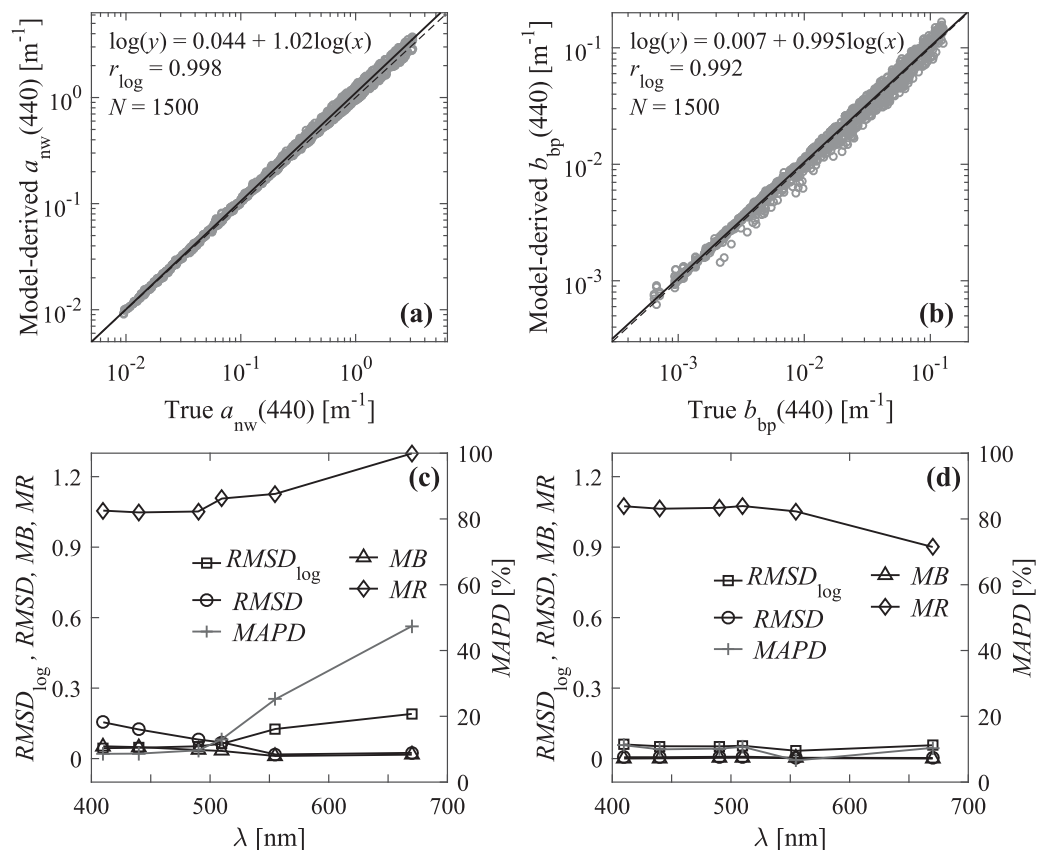 log(y) = 0.044 + 1.02log(x)
r_log = 0.998
N = 1500
10^0
10^-1
10^-2
Model-derived a_nw(440) [m^-1]
(a)
10^-2 10^-1 10^0
True a_nw(440) [m^-1]
log(y) = 0.007 + 0.995log(x)
r_log = 0.992
N = 1500
10^-1
10^-2
10^-3
Model-derived b_bp(440) [m^-1]
(b)
10^-3 10^-2 10^-1
True b_bp(440) [m^-1]
(c)
1.2
0.9
0.6
0.3
0
RMSD_log, RMSD, MB, MR
RMSD_log
RMSD
MAPD
MB
MR
100
80
60
40
20
0
MAPD [%]
400 500 600 700
λ [nm]
(d)
1.2
0.9
0.6
0.3
0
RMSD_log, RMSD, MB, MR
RMSD_log
RMSD
MAPD
MB
MR
100
80
60
40
20
0
MAPD [%]
400 500 600 700
λ [nm]